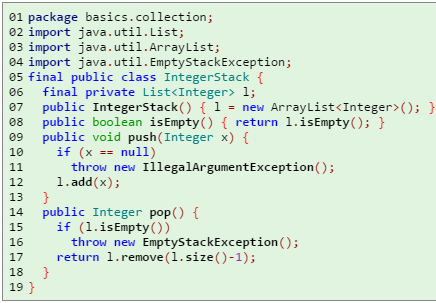 01 package basics.collection;
02 import java.util.List;
03 import java.util.ArrayList;
04 import java.util.EmptyStackException;
05 final public class IntegerStack {
06   final private List<Integer> l;
07   public IntegerStack() { l = new ArrayList<Integer>(); }
08   public boolean isEmpty() { return l.isEmpty(); }
09   public void push(Integer x) {
10     if (x == null)
11       throw new IllegalArgumentException();
12     l.add(x);
13   }
14   public Integer pop() {
15     if (l.isEmpty())
16       throw new EmptyStackException();
17     return l.remove(l.size()-1);
18   }
19 }